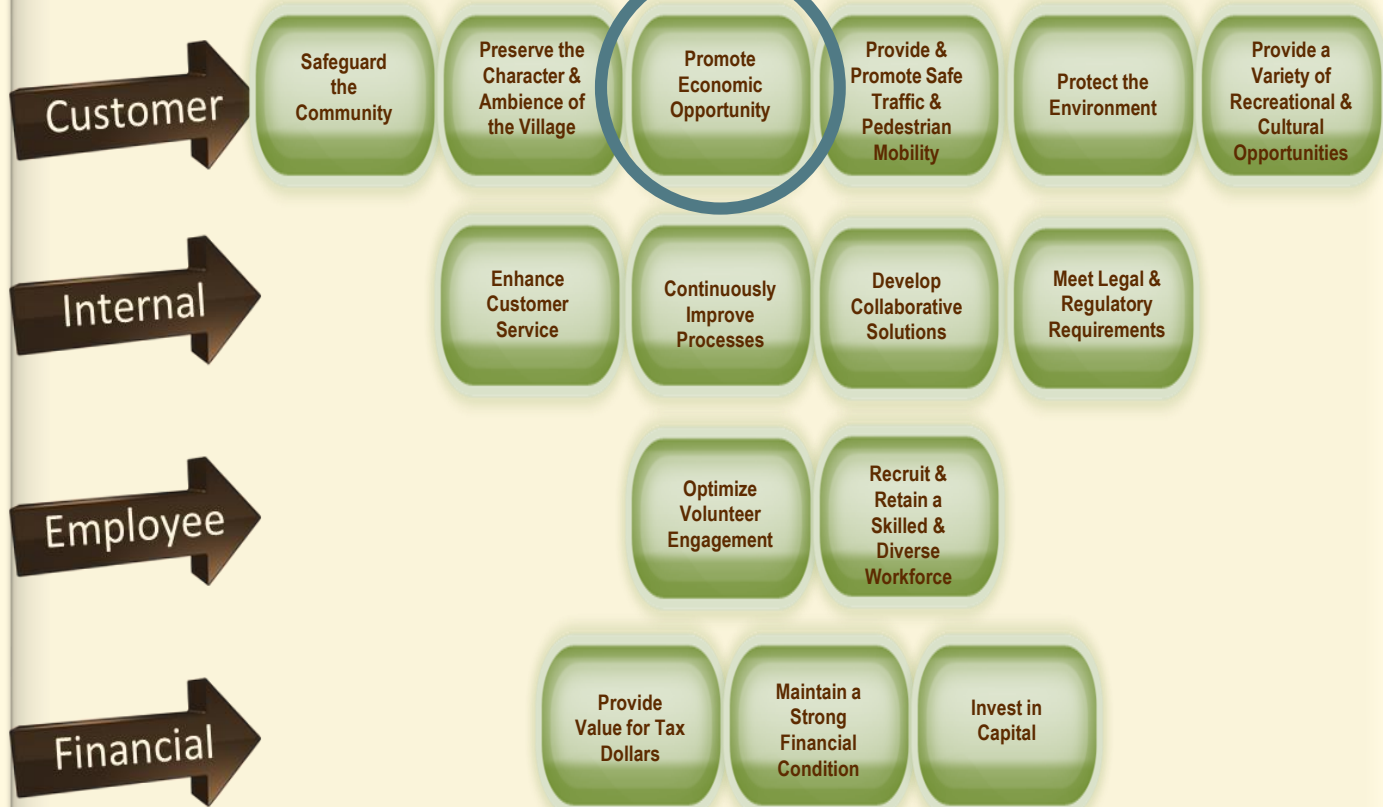 Customer
Safeguard
the
Community
Preserve the
Character &
Ambience of
the Village
Promote
Economic
Opportunity
Provide &
Promote Safe
Traffic &
Pedestrian
Mobility
Protect the
Environment
Provide a
Variety of
Recreational &
Cultural
Opportunities
Internal
Enhance
Customer
Service
Continuously
Improve
Processes
Develop
Collaborative
Solutions
Meet Legal &
Regulatory
Requirements
Employee
Optimize
Volunteer
Engagement
Recruit &
Retain a
Skilled &
Diverse
Workforce
Financial
Provide
Value for Tax
Dollars
Maintain a
Strong
Financial
Condition
Invest in
Capital